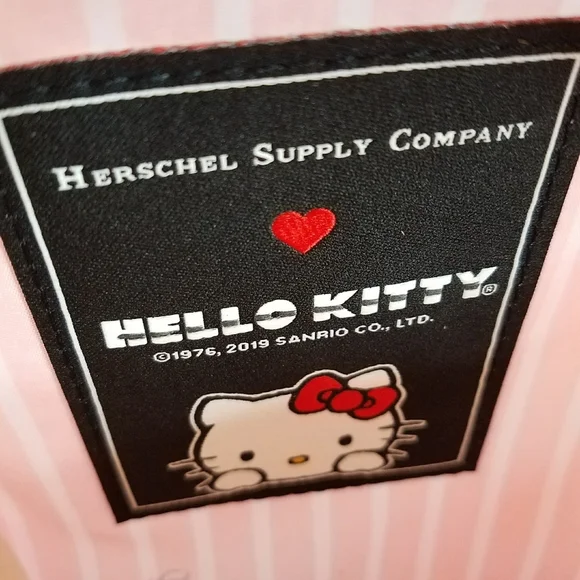 HERSCHEL SUPPLY COMPANY
HELLO KITTY®
©1976, 2019 SANRIO CO., LTD.